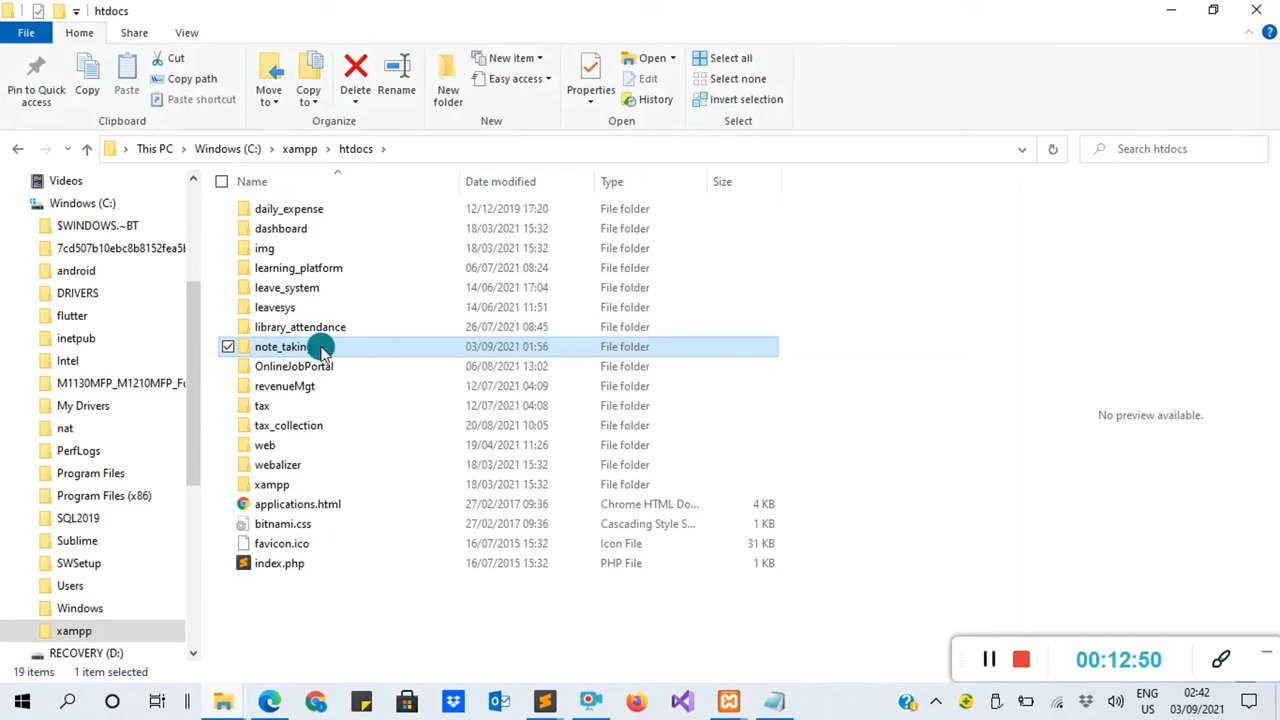 htdocs
File Home Share View
Pin to Quick access
Copy
Paste
Cut
Copy path
Paste shortcut
Clipboard
Move to
Copy to
Delete
Rename
Organize
New folder
New item
Easy access
New
Properties
Open
Edit
History
Open
Select all
Select none
Invert selection
Select
This PC Windows (C:) xampp htdocs
Search htdocs
Videos
Windows (C:)
$WINDOWS.~BT
7cd507b10ebc8b8152fea5b
android
DRIVERS
flutter
inetpub
Intel
M1130MFP_M1210MFP_Fu
My Drivers
nat
PerfLogs
Program Files
Program Files (x86)
SQL2019
Sublime
SWSetup
Users
Windows
xampp
RECOVERY (D:)
Name Date modified Type Size
daily_expense 12/12/2019 17:20 File folder
dashboard 18/03/2021 15:32 File folder
img 18/03/2021 15:32 File folder
learning_platform 06/07/2021 08:24 File folder
leave_system 14/06/2021 17:04 File folder
leavesys 14/06/2021 11:51 File folder
library_attendance 26/07/2021 08:45 File folder
note_taking 03/09/2021 01:56 File folder
OnlineJobPortal 06/08/2021 13:02 File folder
revenueMgt 12/07/2021 04:09 File folder
tax 12/07/2021 04:08 File folder
tax_collection 20/08/2021 10:05 File folder
web 19/04/2021 11:26 File folder
webalizer 18/03/2021 15:32 File folder
xampp 18/03/2021 15:32 File folder
applications.html 27/02/2017 09:36 Chrome HTML Do... 4 KB
bitnami.css 27/02/2017 09:36 Cascading Style S... 1 KB
favicon.ico 16/07/2015 15:32 Icon File 31 KB
index.php 16/07/2015 15:32 PHP File 1 KB
No preview available.
19 items 1 item selected
00:12:50
ENG
US
02:42
03/09/2021